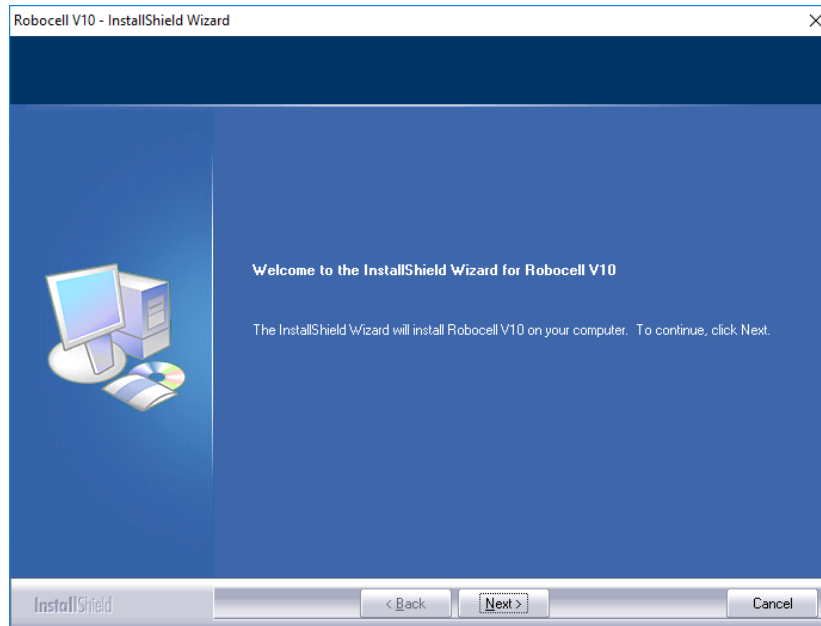 Robocell V10 - InstallShield Wizard
Welcome to the InstallShield Wizard for Robocell V10
The InstallShield Wizard will install Robocell V10 on your computer. To continue, click Next.
InstallShield
< Back
Next >
Cancel